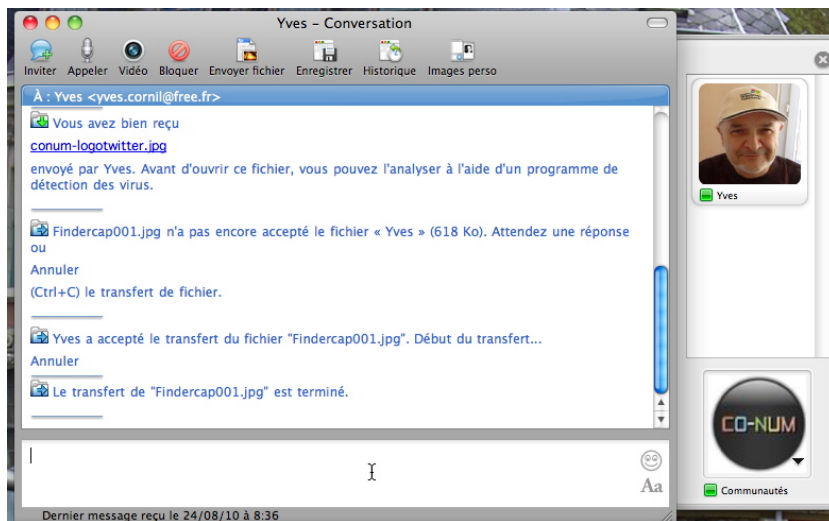 Yves – Conversation
Inviter Appeler Vidéo Bloquer Envoyer fichier Enregistrer Historique Images perso
À : Yves <yves.cornil@free.fr>
Vous avez bien reçu
conum-logotwitter.jpg
envoyé par Yves. Avant d'ouvrir ce fichier, vous pouvez l'analyser à l'aide d'un programme de
détection des virus.
Findercap001.jpg n'a pas encore accepté le fichier « Yves » (618 Ko). Attendez une réponse
ou
Annuler
(Ctrl+C) le transfert de fichier.
Yves a accepté le transfert du fichier "Findercap001.jpg". Début du transfert...
Annuler
Le transfert de "Findercap001.jpg" est terminé.
Aa
Dernier message reçu le 24/08/10 à 8:36
Yves
CO-NUM
Communautés